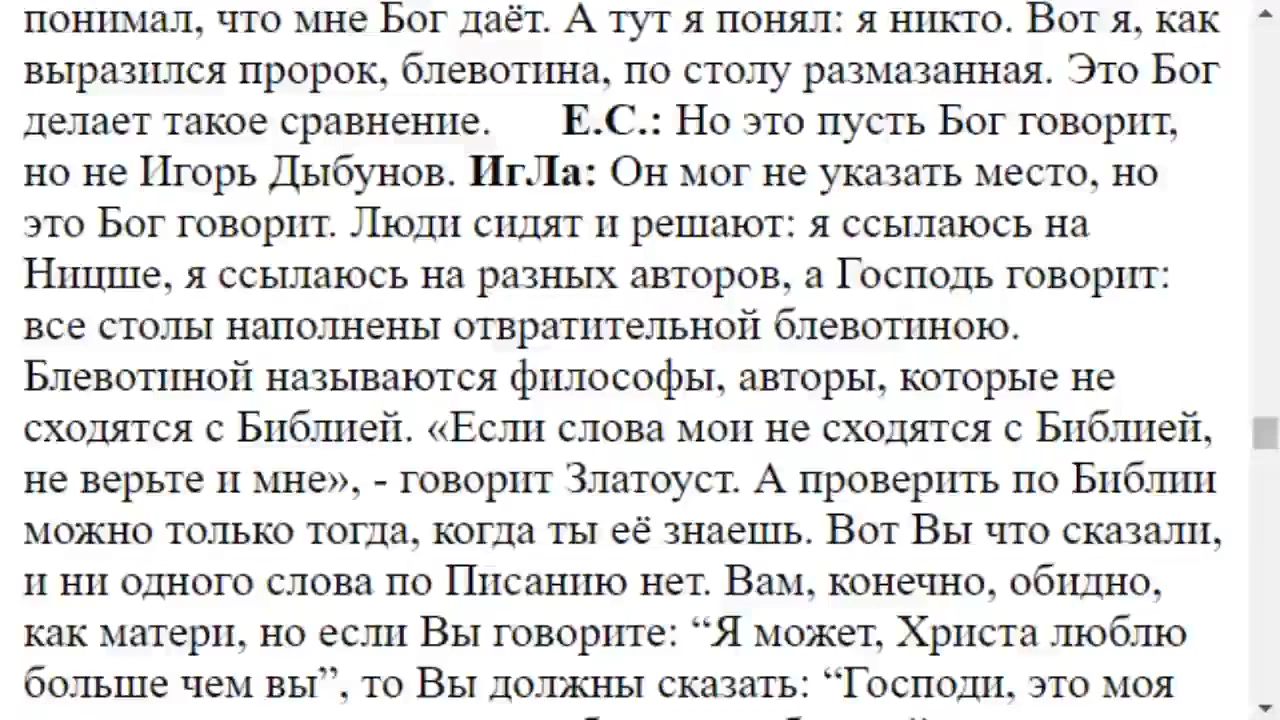 понимал, что мне Бог даёт. А тут я понял: я никто. Вот я, как
выразился пророк, блевотина, по столу размазанная. Это Бог
делает такое сравнение. Е.С.: Но это пусть Бог говорит,
но не Игорь Дыбунов. ИгЛа: Он мог не указать место, но
это Бог говорит. Люди сидят и решают: я ссылаюсь на
Ницше, я ссылаюсь на разных авторов, а Господь говорит:
все столы наполнены отвратительной блевотиною.
Блевотиной называются философы, авторы, которые не
сходятся с Библией. «Если слова мои не сходятся с Библией,
не верьте и мне», - говорит Златоуст. А проверить по Библии
можно только тогда, когда ты её знаешь. Вот Вы что сказали,
и ни одного слова по Писанию нет. Вам, конечно, обидно,
как матери, но если Вы говорите: “Я может, Христа люблю
больше чем вы”, то Вы должны сказать: “Господи, это моя